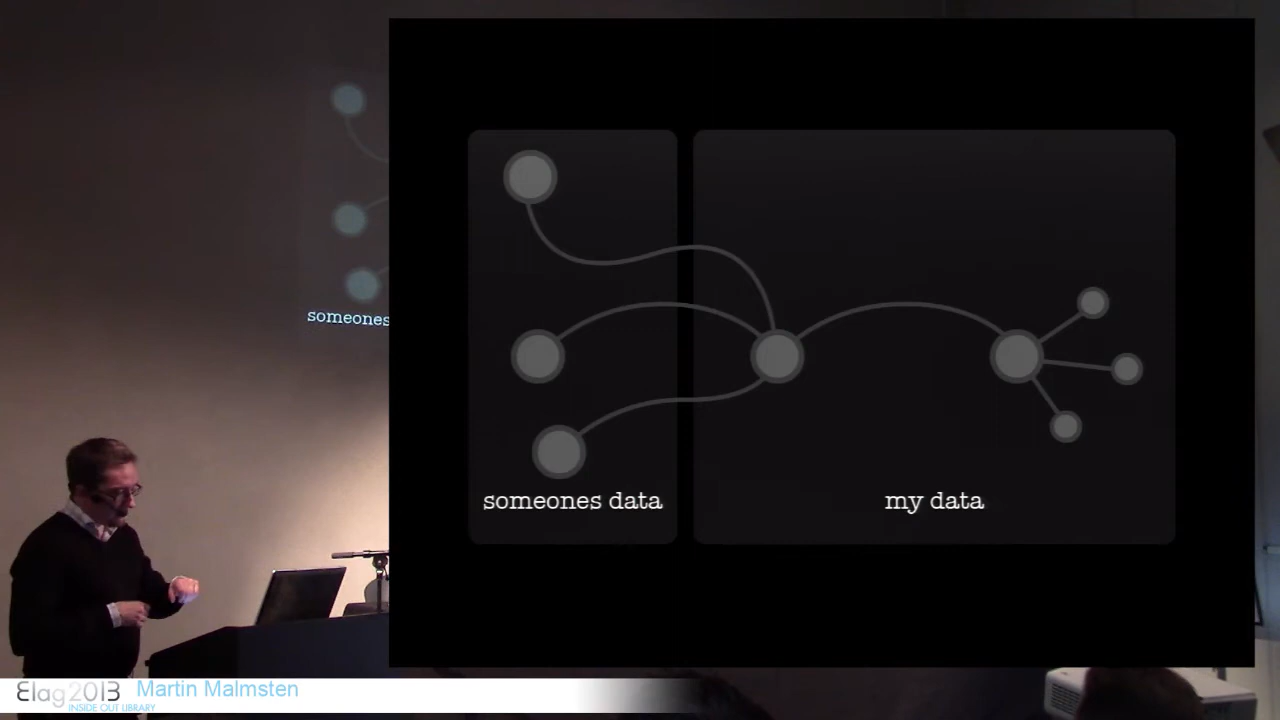 someones
someones data
my data
Elag2013
INSIDE OUT LIBRARY
Martin Malmsten